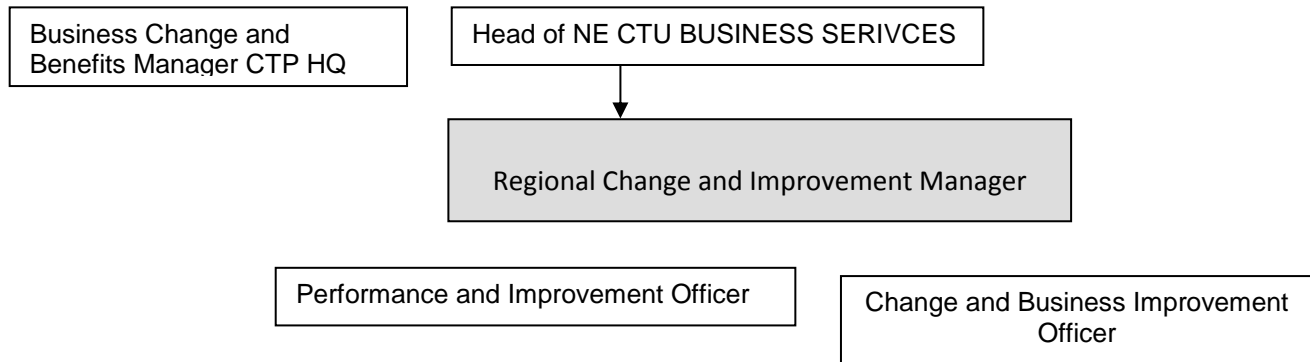 Business Change and
Benefits Manager CTP HQ
Head of NE CTU BUSINESS SERIVCES
Regional Change and Improvement Manager
Performance and Improvement Officer
Change and Business Improvement
Officer